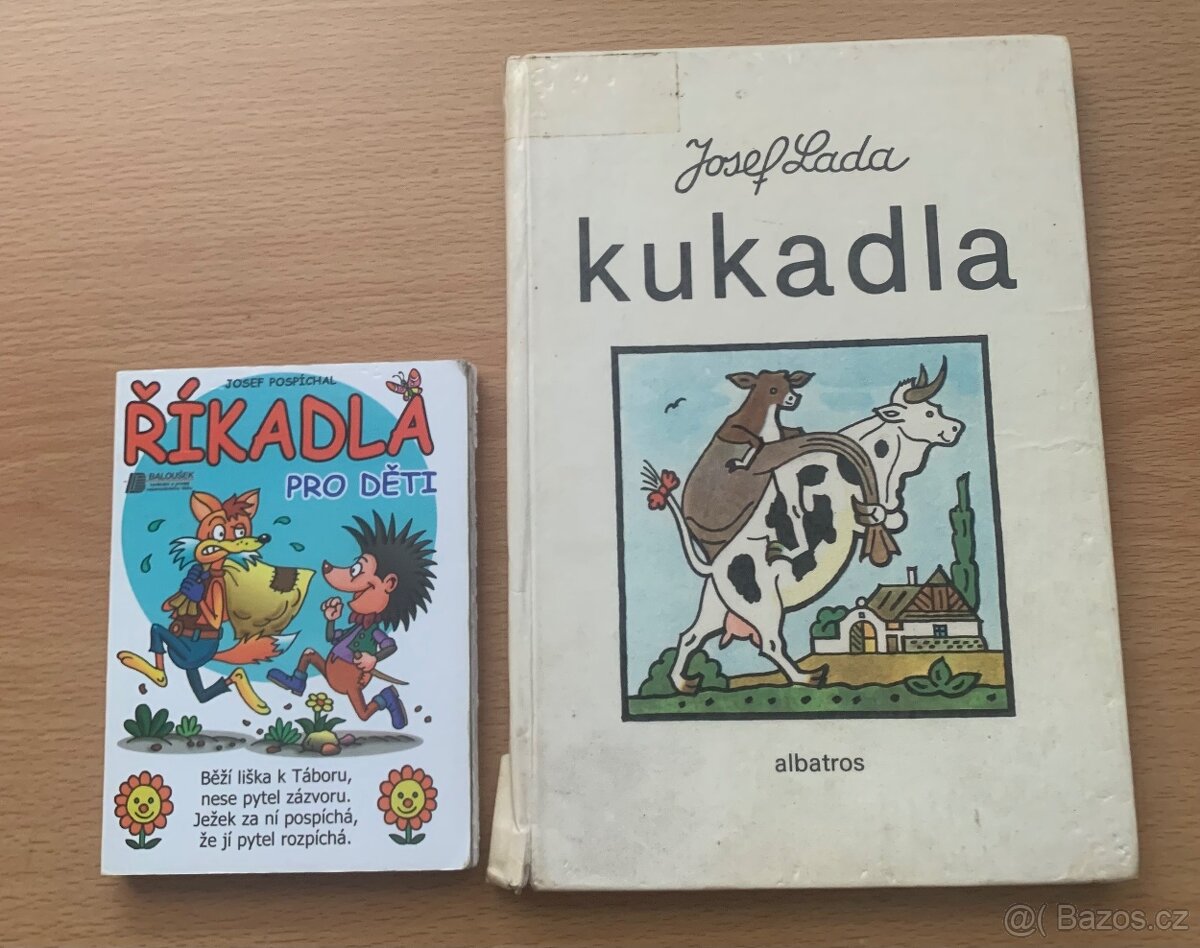 JOSEF POSPÍCHAL
ŘÍKADLA
PRO DĚTI
BALOUŠEK
Běží liška k Táboru,
nese pytel zázvoru.
Ježek za ní pospíchá,
že jí pytel rozpíchá.
Josef Lada
kukadla
albatros
@( Bazos.cz